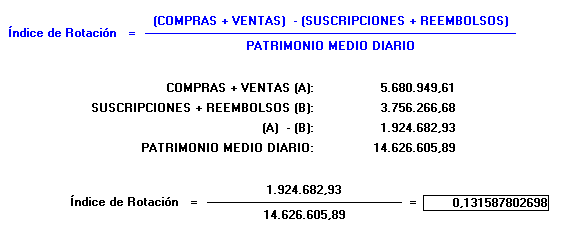 (COMPRAS + VENTAS) - (SUSCRIPCIONES + REEMBOLSOS)
Índice de Rotación =
PATRIMONIO MEDIO DIARIO
COMPRAS + VENTAS (A): 5.680.949,61
SUSCRIPCIONES + REEMBOLSOS (B): 3.756.266,68
(A) - (B): 1.924.682,93
PATRIMONIO MEDIO DIARIO: 14.626.605,89
1.924.682,93
Índice de Rotación = = 0,131587802698
14.626.605,89